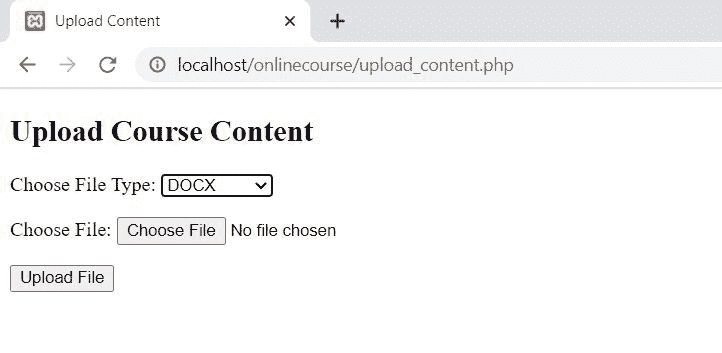 Upload Content
localhost/onlinecourse/upload_content.php
Upload Course Content
Choose File Type: DOCX
Choose File: Choose File No file chosen
Upload File